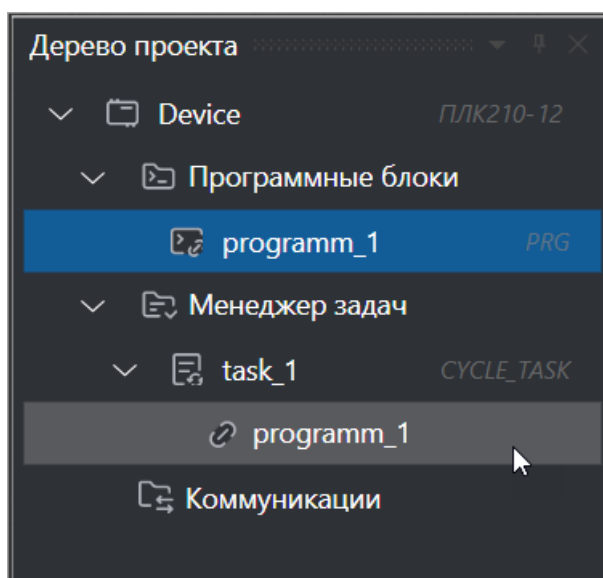 Дерево проекта
Device ПЛК210-12
Программные блоки
programm_1 PRG
Менеджер задач
task_1 CYCLE_TASK
programm_1
Коммуникации